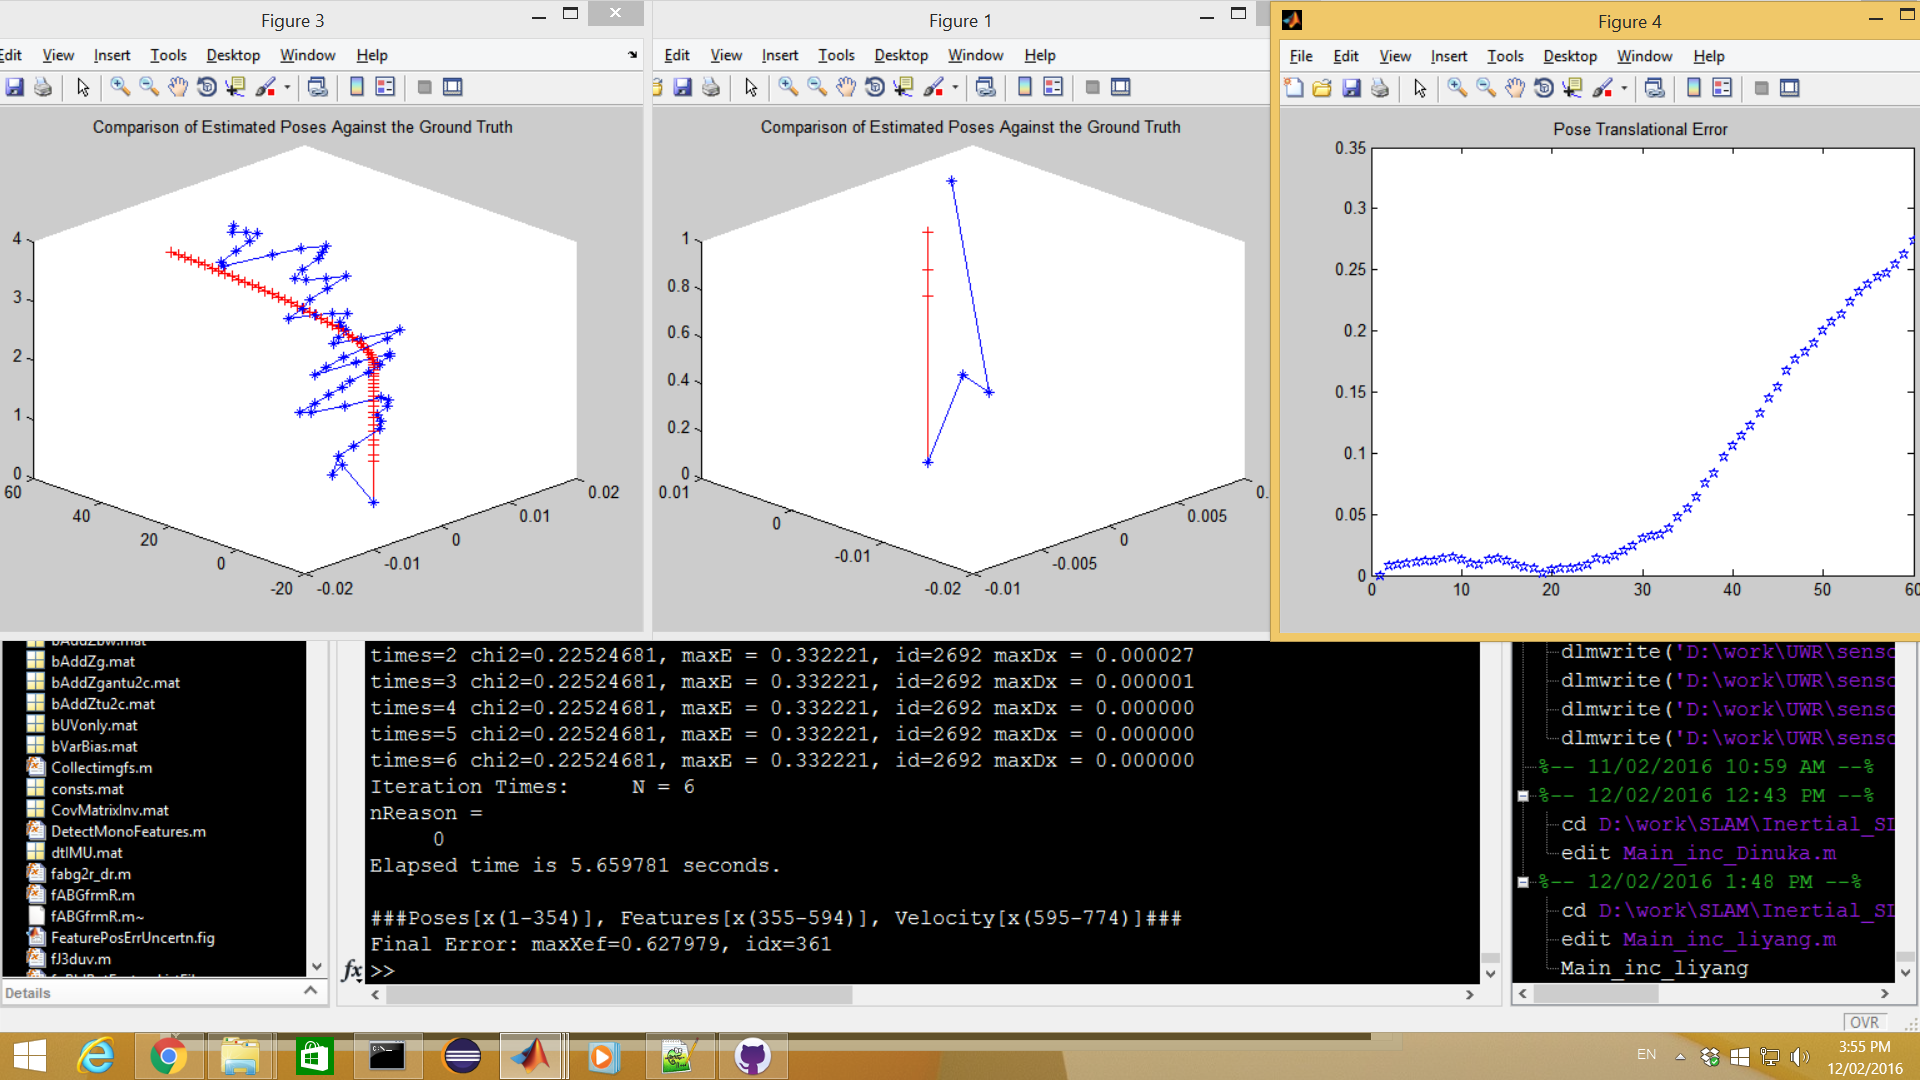 Figure 3
Edit View Insert Tools Desktop Window Help
Comparison of Estimated Poses Against the Ground Truth
4
3
2
1
0
60
40
20
0
-20
-0.02
-0.01
0
0.01
0.02
Figure 1
Edit View Insert Tools Desktop Window Help
Comparison of Estimated Poses Against the Ground Truth
1
0.8
0.6
0.4
0.2
0
0.01
0
-0.01
-0.02
-0.01
-0.005
0
0.005
0.
Figure 4
File Edit View Insert Tools Desktop Window Help
Pose Translational Error
0.35
0.3
0.25
0.2
0.15
0.1
0.05
0
0 10 20 30 40 50 60
bAddZbw.mat
bAddZg.mat
bAddZgantu2c.mat
bAddZtu2c.mat
bUVonly.mat
bVarBias.mat
Collectimgfs.m
consts.mat
CovMatrixInv.mat
DetectMonoFeatures.m
dtIMU.mat
fabg2r_dr.m
fABGfrmR.m
fABGfrmR.m~
FeaturePosErrUncertn.fig
fJ3duv.m
Details
times=2 chi2=0.22524681, maxE = 0.332221, id=2692 maxDx = 0.000027
times=3 chi2=0.22524681, maxE = 0.332221, id=2692 maxDx = 0.000001
times=4 chi2=0.22524681, maxE = 0.332221, id=2692 maxDx = 0.000000
times=5 chi2=0.22524681, maxE = 0.332221, id=2692 maxDx = 0.000000
times=6 chi2=0.22524681, maxE = 0.332221, id=2692 maxDx = 0.000000
Iteration Times: N = 6
nReason =
0
Elapsed time is 5.659781 seconds.
###Poses[x(1-354)], Features[x(355-594)], Velocity[x(595-774)]###
Final Error: maxXef=0.627979, idx=361
fx >>
dlmwrite('D:\work\UWR\senso
dlmwrite('D:\work\UWR\senso
dlmwrite('D:\work\UWR\senso
dlmwrite('D:\work\UWR\senso
%-- 11/02/2016 10:59 AM --%
%-- 12/02/2016 12:43 PM --%
cd D:\work\SLAM\Inertial_SL
edit Main_inc_Dinuka.m
%-- 12/02/2016 1:48 PM --%
cd D:\work\SLAM\Inertial_SL
edit Main_inc_liyang.m
Main_inc_liyang
OVR
EN
3:55 PM
12/02/2016